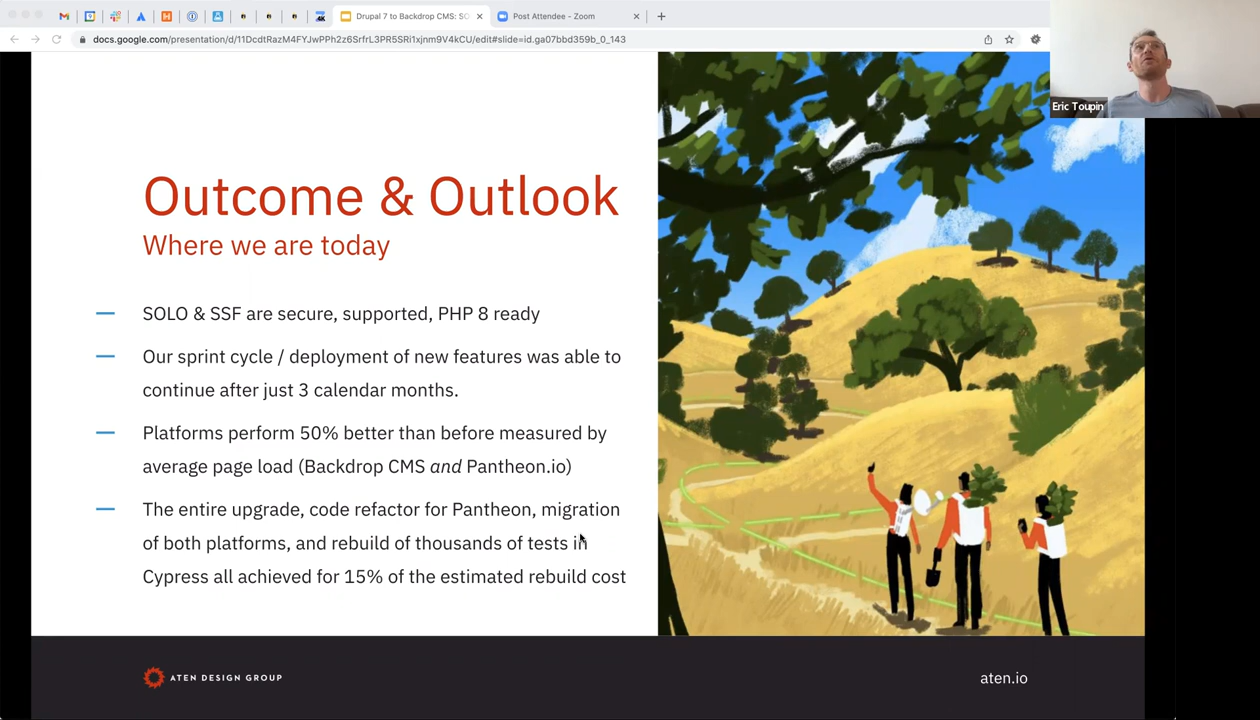 Drupal 7 to Backdrop CMS: SO
Post Attendee - Zoom
docs.google.com/presentation/d/11DcdtRazM4FYJwPPh2z6SrfrL3PR5SRi1xjnm9V4kCU/edit#slide=id.ga07bbd359b_0_143
Eric Toupin
Outcome & Outlook
Where we are today
SOLO & SSF are secure, supported, PHP 8 ready
Our sprint cycle / deployment of new features was able to
continue after just 3 calendar months.
Platforms perform 50% better than before measured by
average page load (Backdrop CMS and Pantheon.io)
The entire upgrade, code refactor for Pantheon, migration
of both platforms, and rebuild of thousands of tests in
Cypress all achieved for 15% of the estimated rebuild cost
ATEN DESIGN GROUP
aten.io